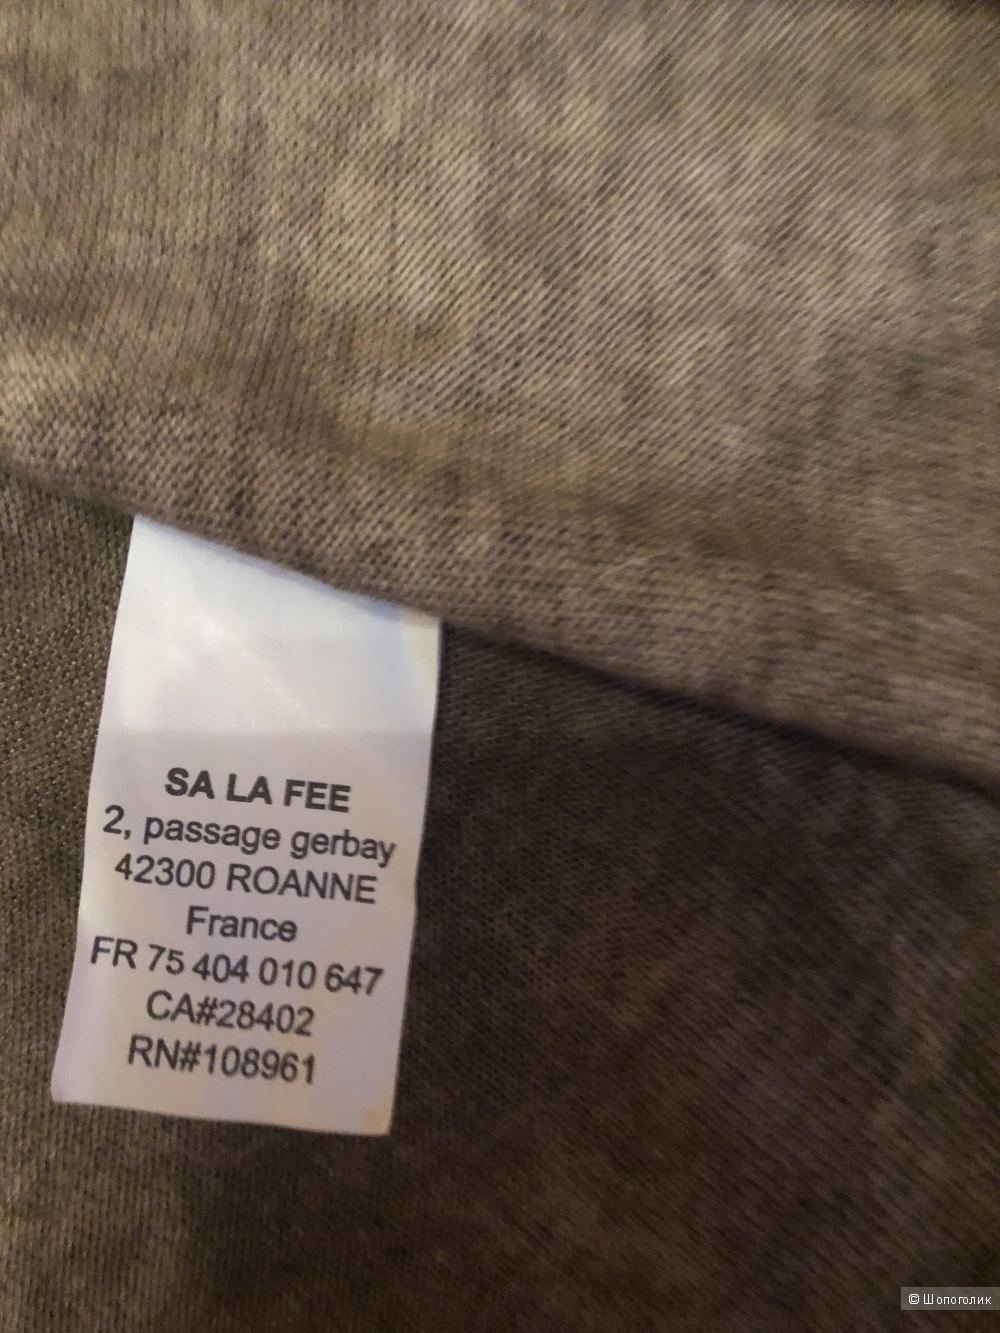 SA LA FEE
2, passage gerbay
42300 ROANNE
France
FR 75 404 010 647
CA#28402
RN#108961
© Шопоголик